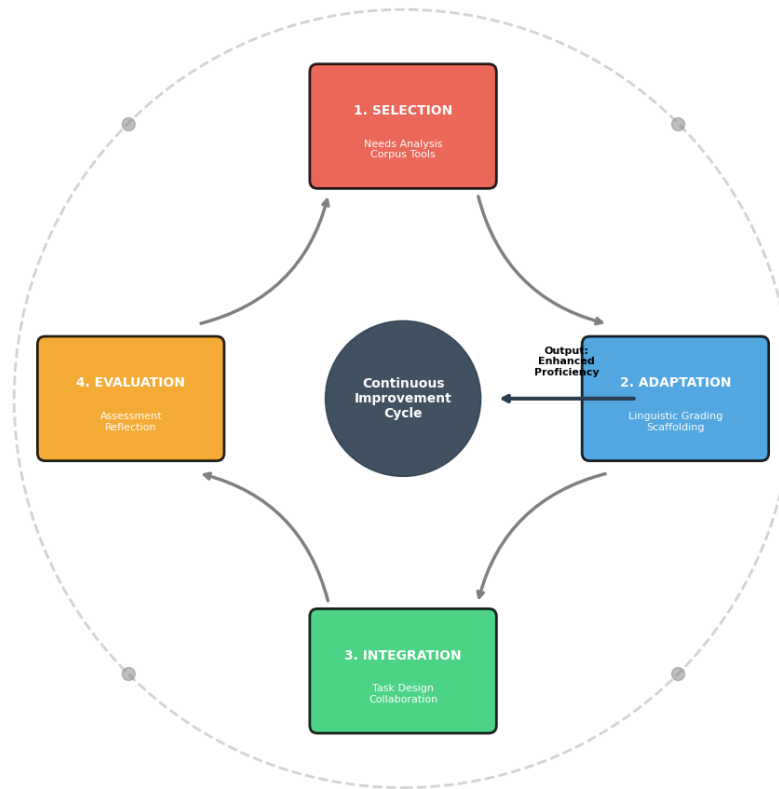 1. SELECTION
Needs Analysis
Corpus Tools
Output:
Enhanced
Proficiency
Continuous
Improvement
Cycle
4. EVALUATION
Assessment
Reflection
2. ADAPTATION
Linguistic Grading
Scaffolding
3. INTEGRATION
Task Design
Collaboration